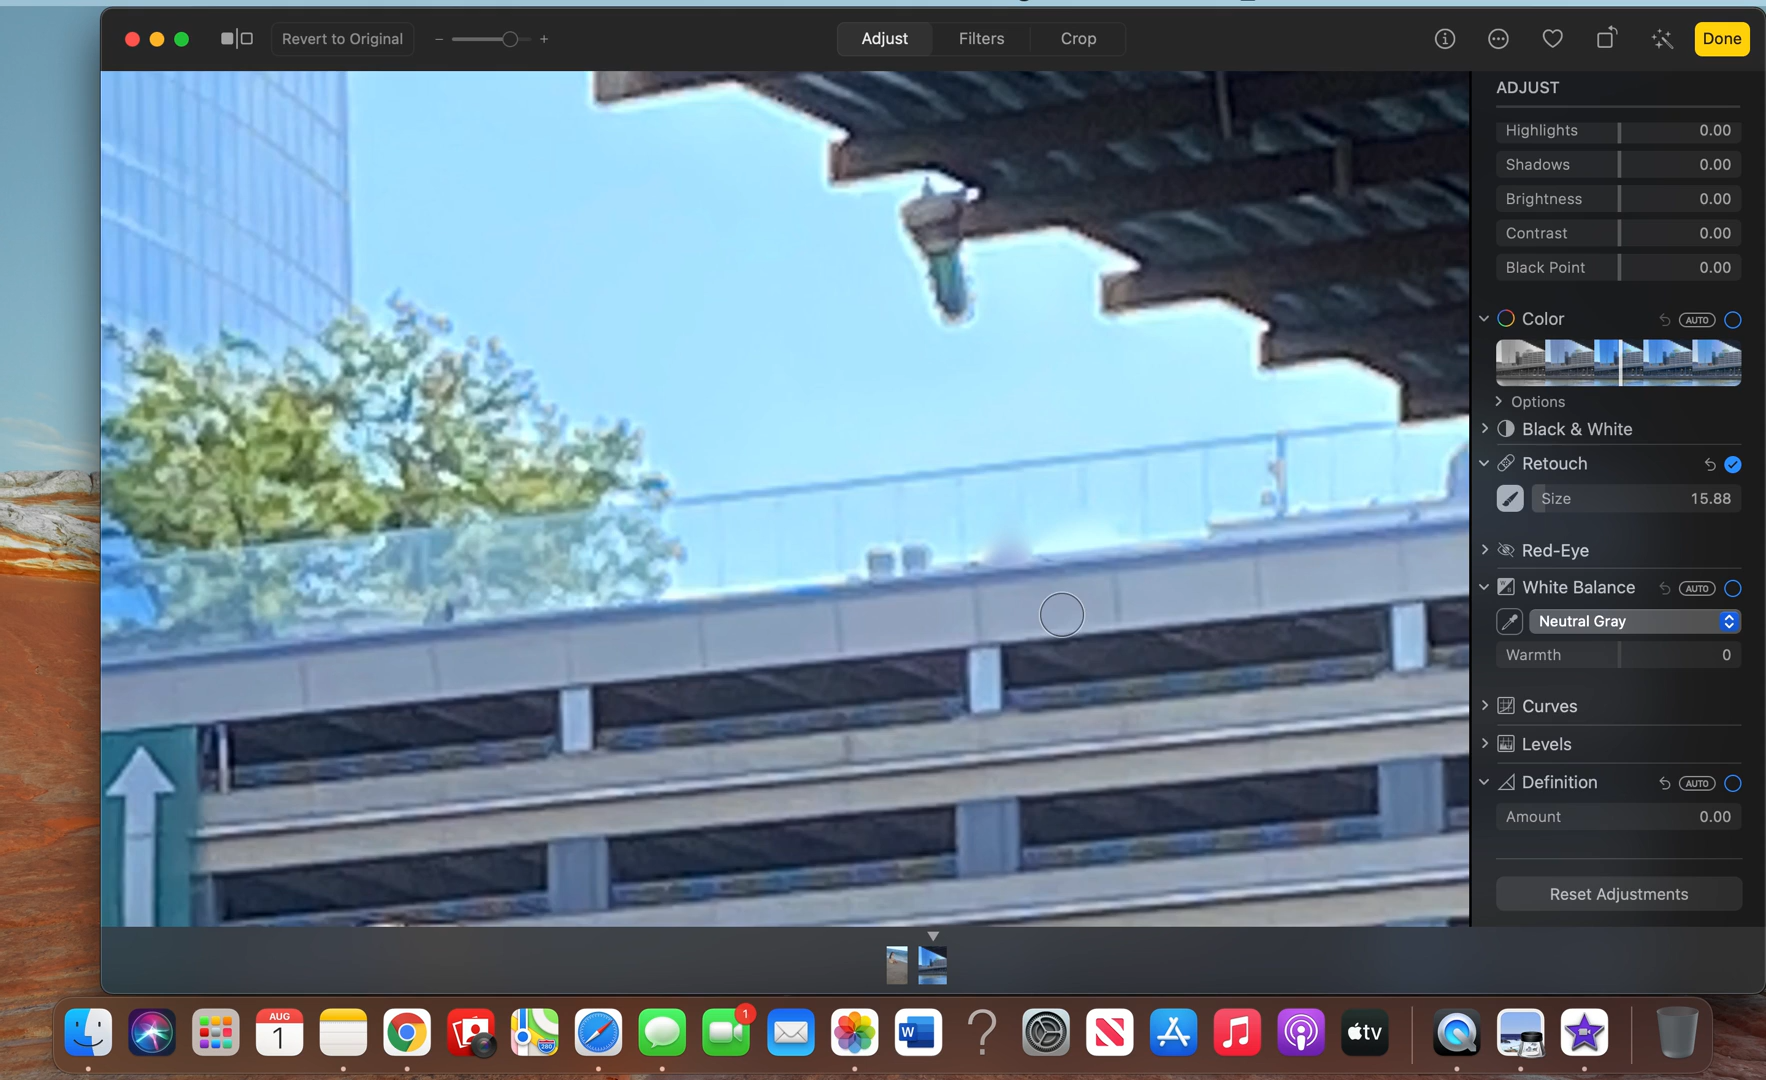 Revert to Original
Adjust
Filters
Crop
Done
ADJUST
Highlights 0.00
Shadows 0.00
Brightness 0.00
Contrast 0.00
Black Point 0.00
Color AUTO
Options
Black & White
Retouch
Size 15.88
Red-Eye
White Balance AUTO
Neutral Gray
Warmth 0
Curves
Levels
Definition AUTO
Amount 0.00
Reset Adjustments
AUG
1
280
1
W
tv